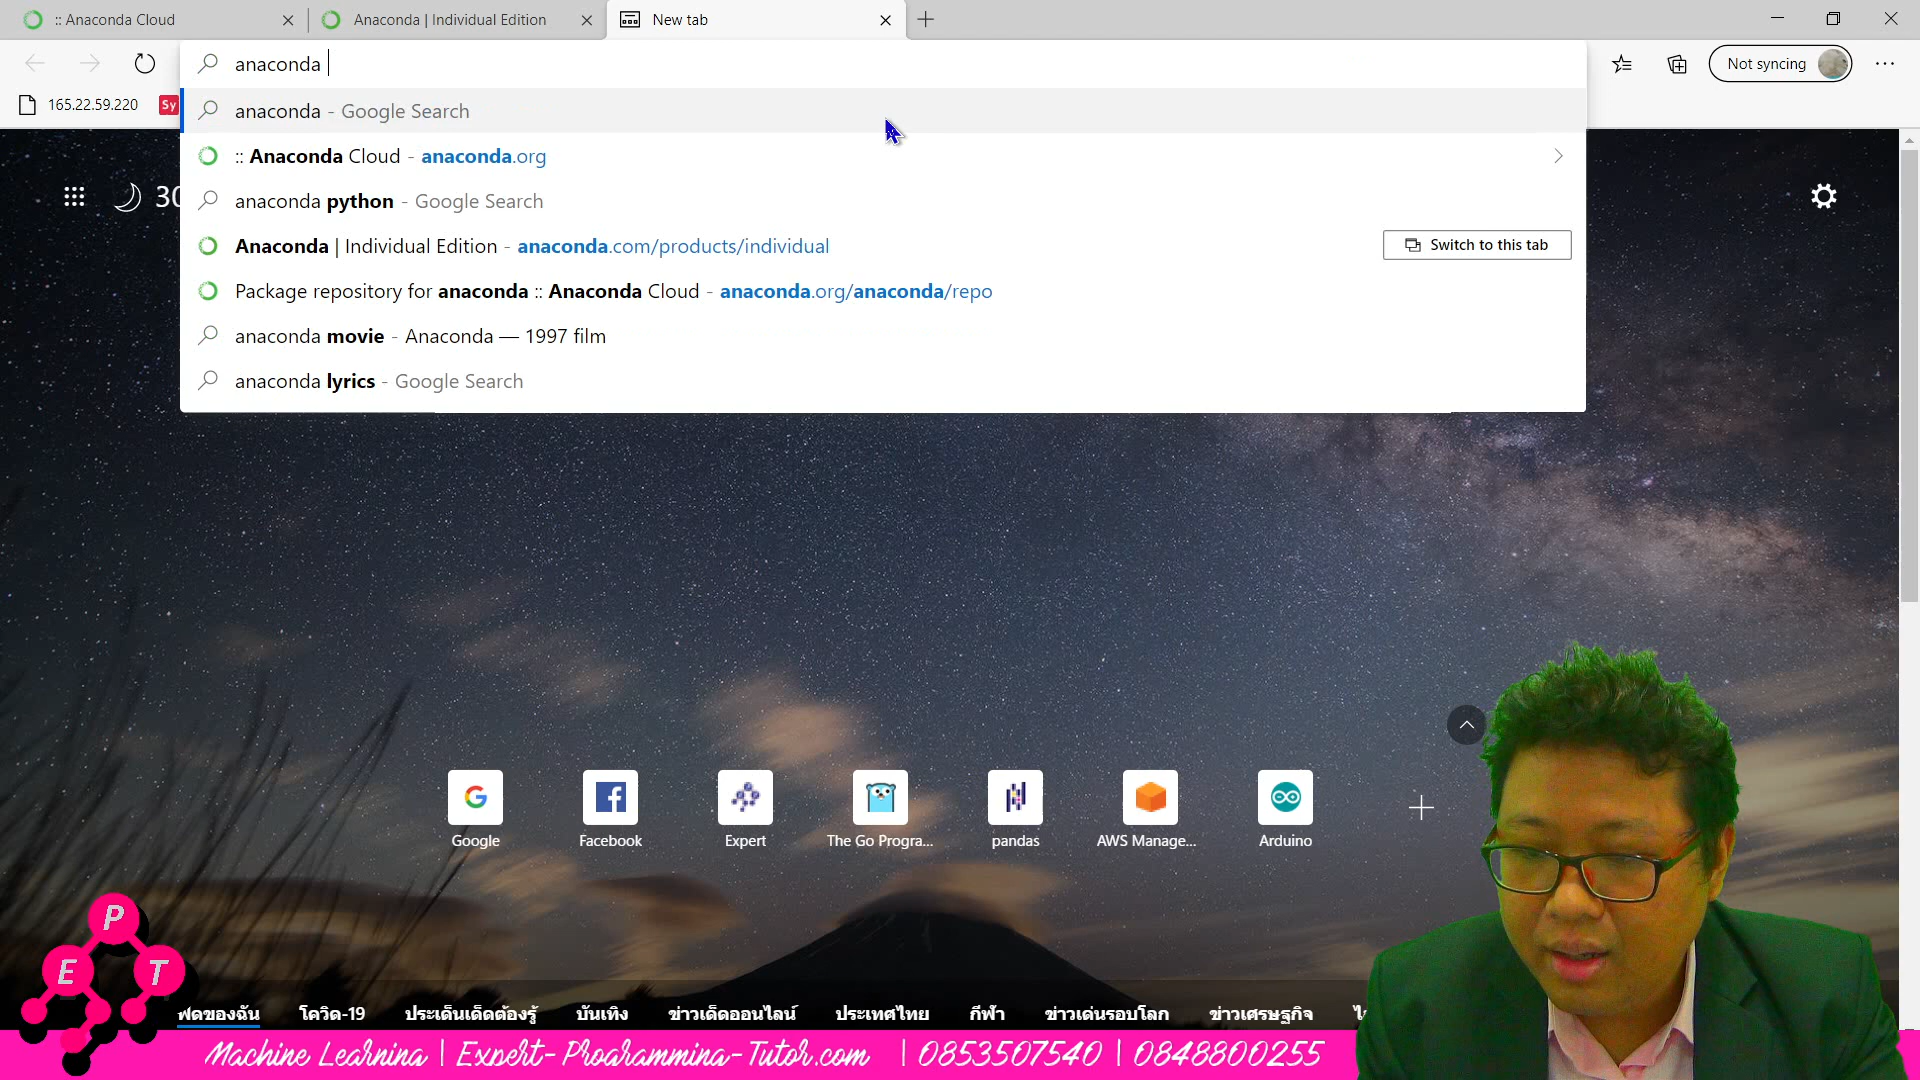 :: Anaconda Cloud
Anaconda | Individual Edition
New tab
anaconda
Not syncing
165.22.59.220
Sy
anaconda - Google Search
:: Anaconda Cloud - anaconda.org
anaconda python - Google Search
Anaconda | Individual Edition - anaconda.com/products/individual
Switch to this tab
Package repository for anaconda :: Anaconda Cloud - anaconda.org/anaconda/repo
anaconda movie - Anaconda — 1997 film
anaconda lyrics - Google Search
30
Google
Facebook
Expert
The Go Progra...
pandas
AWS Manage...
Arduino
P
E T
ฟีดของฉัน
โควิด-19
ประเด็นเด็ดต้องรู้
บันเทิง
ข่าวเด็ดออนไลน์
ประเทศไทย
กีฬา
ข่าวเด่นรอบโลก
ข่าวเศรษฐกิจ
Machine Learning | Expert-Programming-Tutor.com | 0853507540 | 0848800255